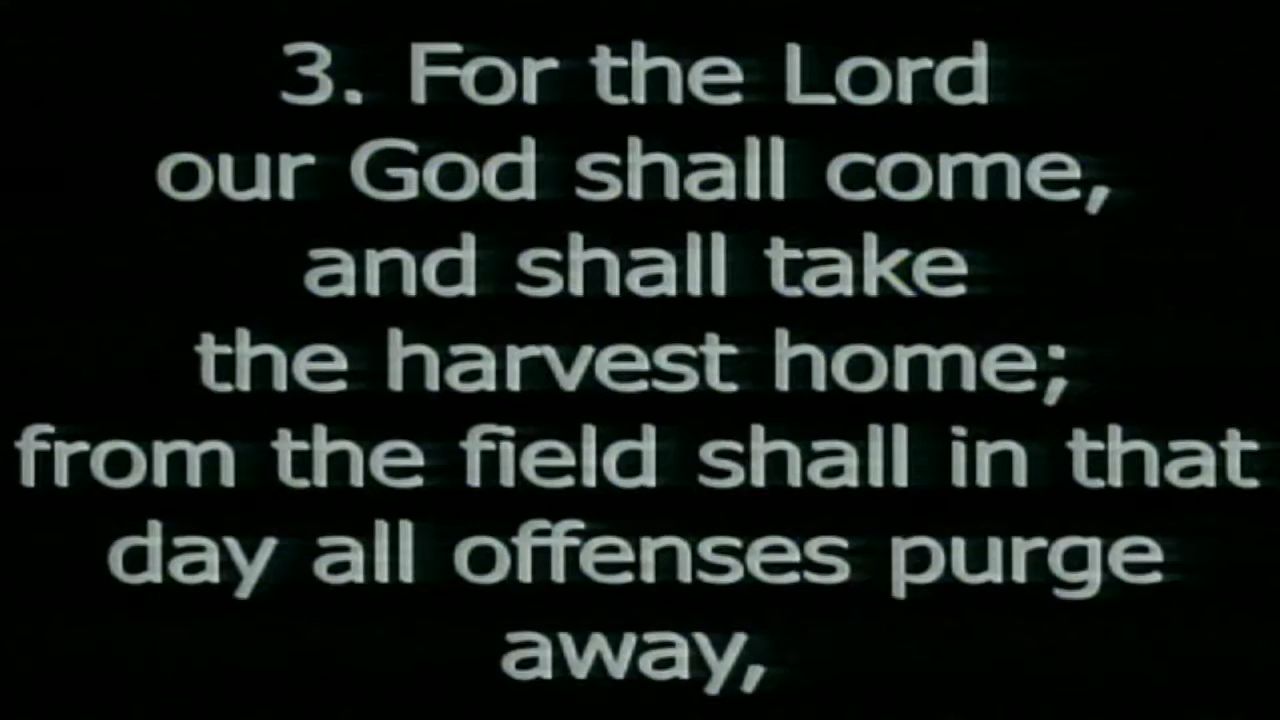 3. For the Lord
our God shall come,
and shall take
the harvest home;
from the field shall in that
day all offenses purge
away,